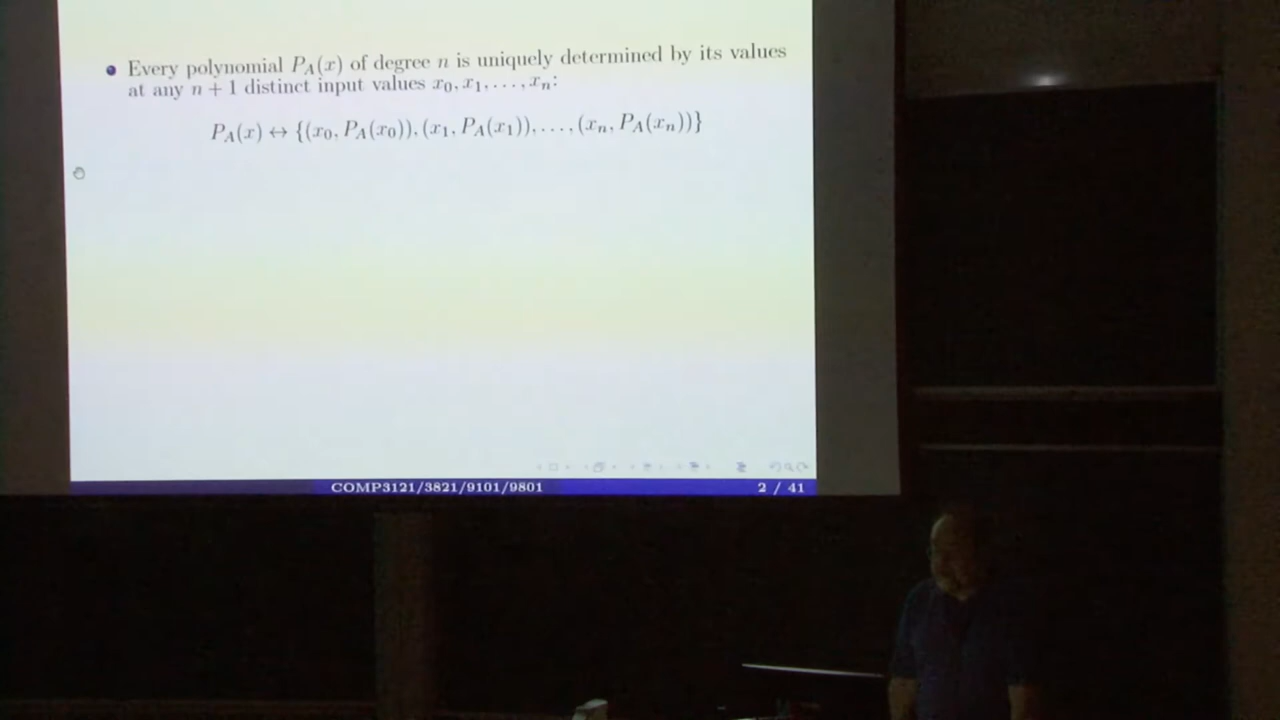 Every polynomial P_A(x) of degree n is uniquely determined by its values
at any n + 1 distinct input values x_0, x_1, . . . , x_n:
P_A(x) ↔ {(x_0, P_A(x_0)), (x_1, P_A(x_1)), . . . , (x_n, P_A(x_n))}
COMP3121/3821/9101/9801 2 / 41